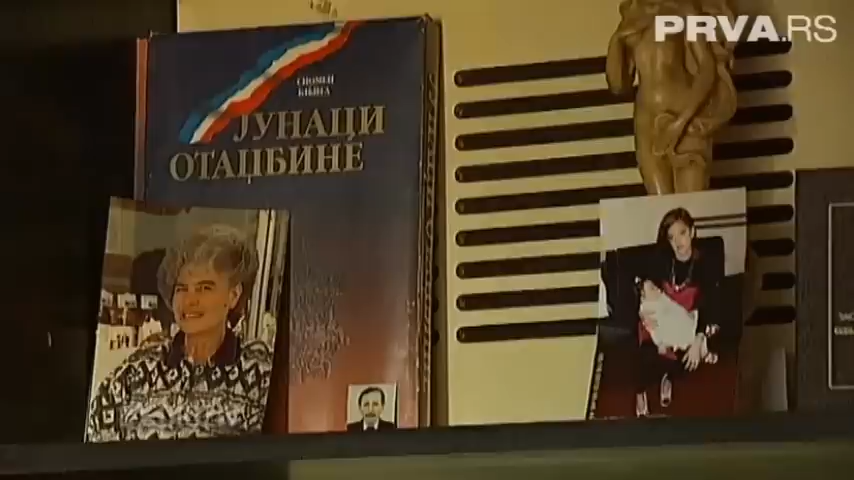 PRVA.RS
СПОМЕН
КЊИГА
ЈУНАЦИ
ОТАЏБИНЕ